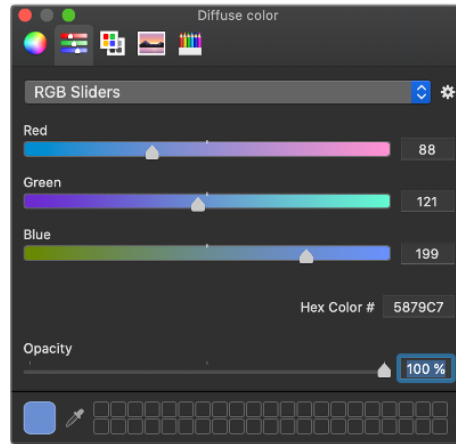 Diffuse color
RGB Sliders
Red
88
Green
121
Blue
199
Hex Color # 5879C7
Opacity
100 %